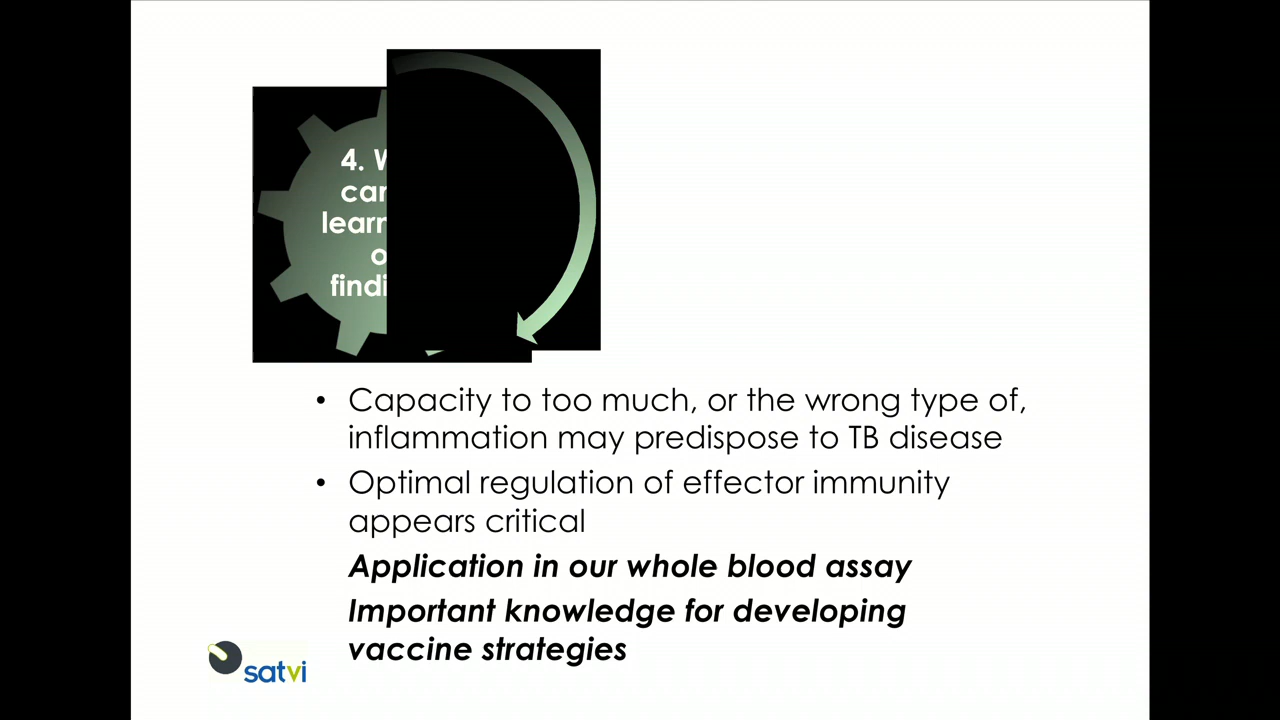 4. W
can
learn
o
findi
• Capacity to too much, or the wrong type of,
inflammation may predispose to TB disease
• Optimal regulation of effector immunity
appears critical
Application in our whole blood assay
Important knowledge for developing
vaccine strategies
satvi